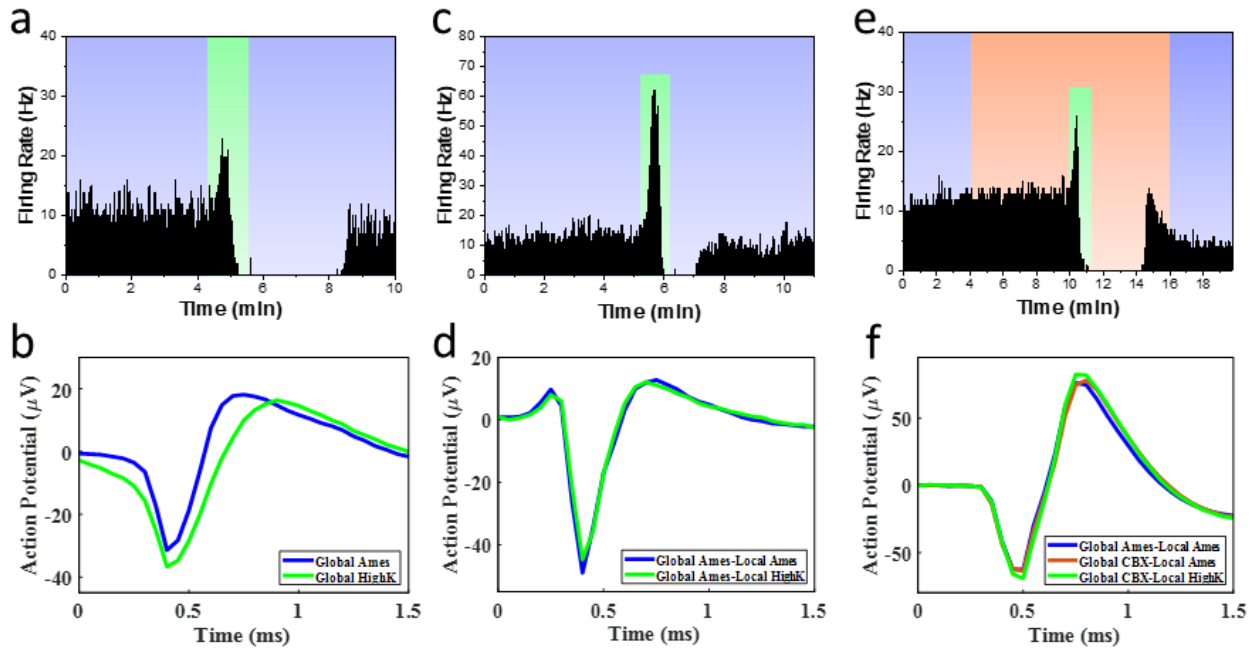 a
40
30
20
10
0
Firing Rate (Hz)
0 2 4 6 8 10
Time (min)
c
80
70
60
50
40
30
20
10
0
Firing Rate (Hz)
0 2 4 6 8 10
Time (min)
e
40
30
20
10
0
Firing Rate (Hz)
0 2 4 6 8 10 12 14 16 18
Time (min)
b
20
0
-20
-40
Action Potential (μV)
Global Ames
Global HighK
0 0.5 1 1.5
Time (ms)
d
20
0
-20
-40
Action Potential (μV)
Global Ames-Local Ames
Global Ames-Local HighK
0 0.5 1 1.5
Time (ms)
f
50
0
-50
Action Potential (μV)
Global Ames-Local Ames
Global CBX-Local Ames
Global CBX-Local HighK
0 0.5 1 1.5
Time (ms)